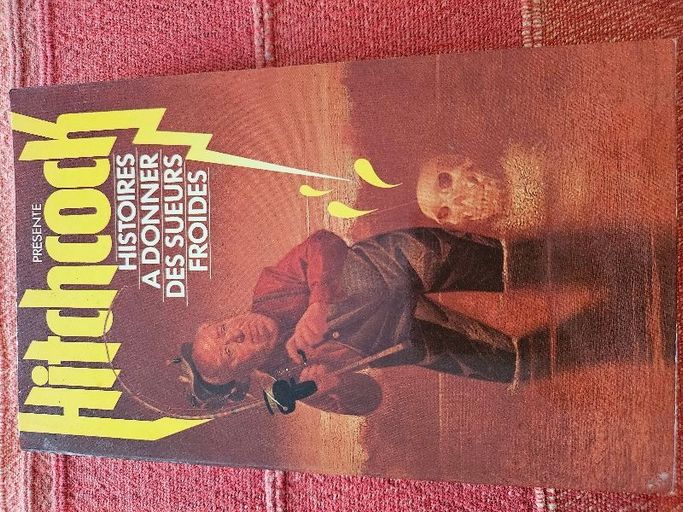 PRÉSENTE
Hitchcock
HISTOIRES
A DONNER
DES SUEURS
FROIDES